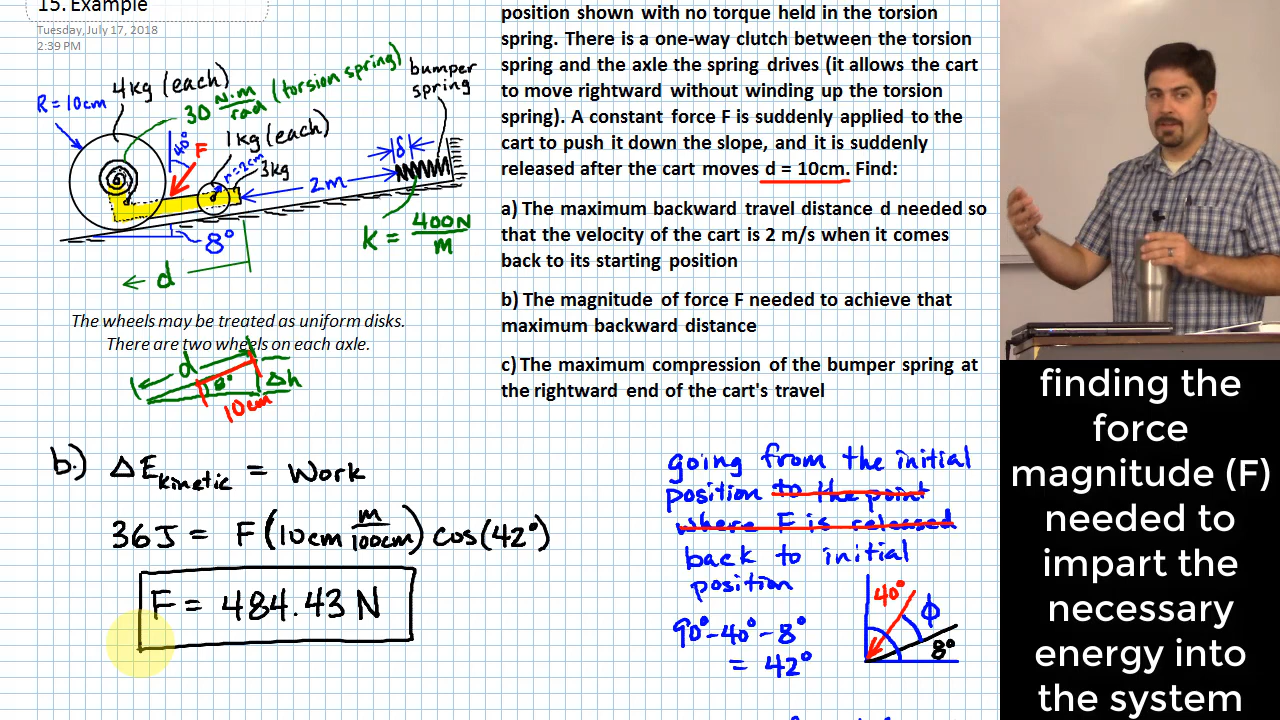 15. Example
Tuesday, July 17, 2018
2:39 PM
4kg (each)
R = 10cm
30 N·m/rad (torsion spring)
bumper spring
40°
F
1kg (each)
r=2cm
3kg
δ
2m
8°
d
K = 400N/M
The wheels may be treated as uniform disks.
There are two wheels on each axle.
d
8°
Δh
10cm
position shown with no torque held in the torsion
spring. There is a one-way clutch between the torsion
spring and the axle the spring drives (it allows the cart
to move rightward without winding up the torsion
spring). A constant force F is suddenly applied to the
cart to push it down the slope, and it is suddenly
released after the cart moves d = 10cm. Find:
a) The maximum backward travel distance d needed so
that the velocity of the cart is 2 m/s when it comes
back to its starting position
b) The magnitude of force F needed to achieve that
maximum backward distance
c) The maximum compression of the bumper spring at
the rightward end of the cart's travel
b.) ΔEkinetic = Work
36J = F (10cm m/100cm) cos(42°)
F = 484.43 N
going from the initial
position to the point
where F is released
back to initial
position
90° - 40° - 8°
= 42°
40°
ϕ
8°
finding the
force
magnitude (F)
needed to
impart the
necessary
energy into
the system